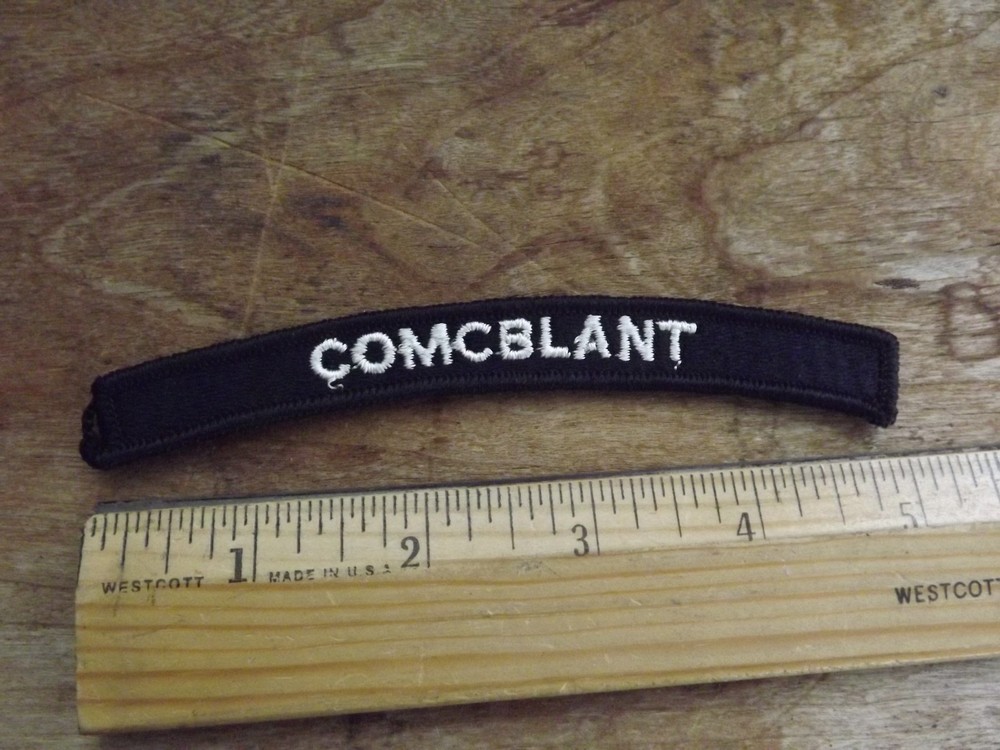 COMCBLANT
1 2 3 4 5
WESTCOTT MADE IN U.S.A WESTCOTT